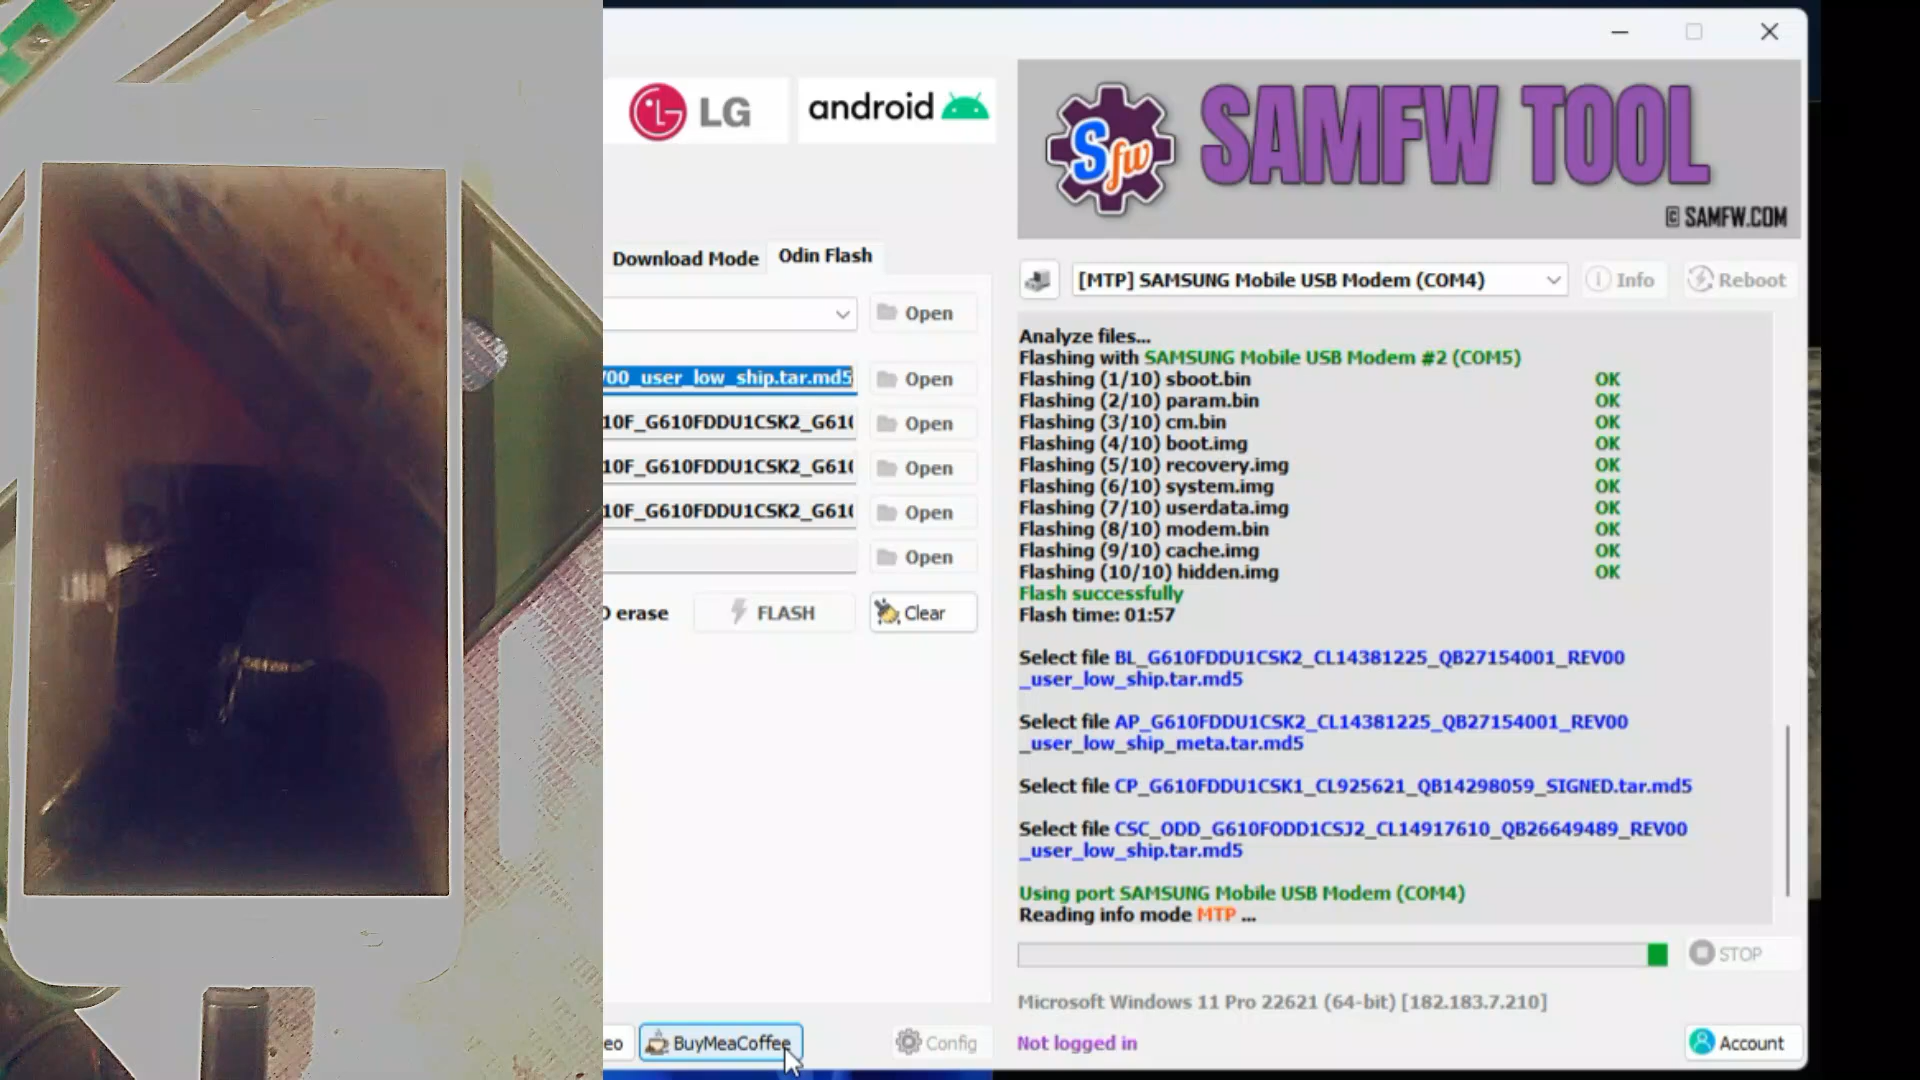 LG
android
Sfw
SAMFW TOOL
© SAMFW.COM
Download Mode
Odin Flash
[MTP] SAMSUNG Mobile USB Modem (COM4)
Info
Reboot
Open
00_user_low_ship.tar.md5
Open
10F_G610FDDU1CSK2_G610
Open
10F_G610FDDU1CSK2_G610
Open
10F_G610FDDU1CSK2_G610
Open
Open
D erase
FLASH
Clear
Analyze files...
Flashing with SAMSUNG Mobile USB Modem #2 (COM5)
Flashing (1/10) sboot.bin OK
Flashing (2/10) param.bin OK
Flashing (3/10) cm.bin OK
Flashing (4/10) boot.img OK
Flashing (5/10) recovery.img OK
Flashing (6/10) system.img OK
Flashing (7/10) userdata.img OK
Flashing (8/10) modem.bin OK
Flashing (9/10) cache.img OK
Flashing (10/10) hidden.img OK
Flash successfully
Flash time: 01:57
Select file BL_G610FDDU1CSK2_CL14381225_QB27154001_REV00
_user_low_ship.tar.md5
Select file AP_G610FDDU1CSK2_CL14381225_QB27154001_REV00
_user_low_ship_meta.tar.md5
Select file CP_G610FDDU1CSK1_CL925621_QB14298059_SIGNED.tar.md5
Select file CSC_ODD_G610FODD1CSJ2_CL14917610_QB26649489_REV00
_user_low_ship.tar.md5
Using port SAMSUNG Mobile USB Modem (COM4)
Reading info mode MTP ...
STOP
Microsoft Windows 11 Pro 22621 (64-bit) [182.183.7.210]
eo
BuyMeaCoffee
Config
Not logged in
Account